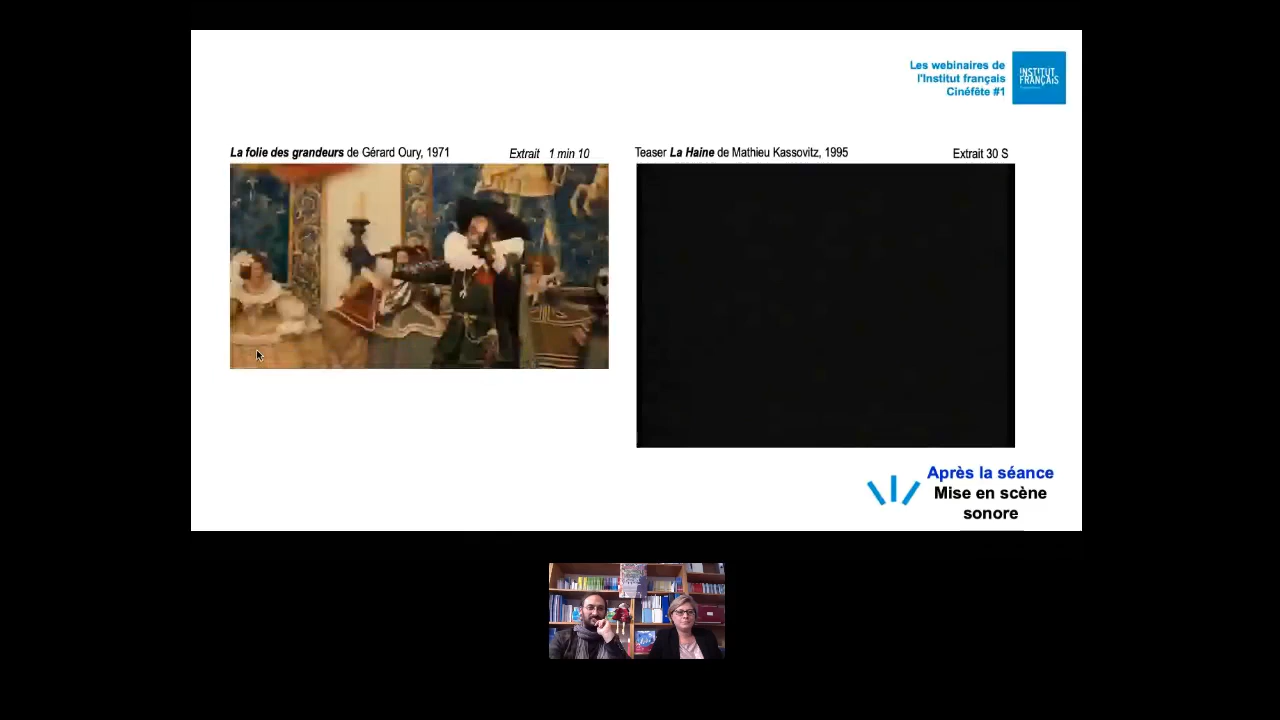 Les webinaires de
l'Institut français
Cinéfête #1
INSTITUT
FRANÇAIS
La folie des grandeurs de Gérard Oury, 1971
Extrait 1 min 10
Teaser La Haine de Mathieu Kassovitz, 1995
Extrait 30 S
Après la séance
Mise en scène
sonore